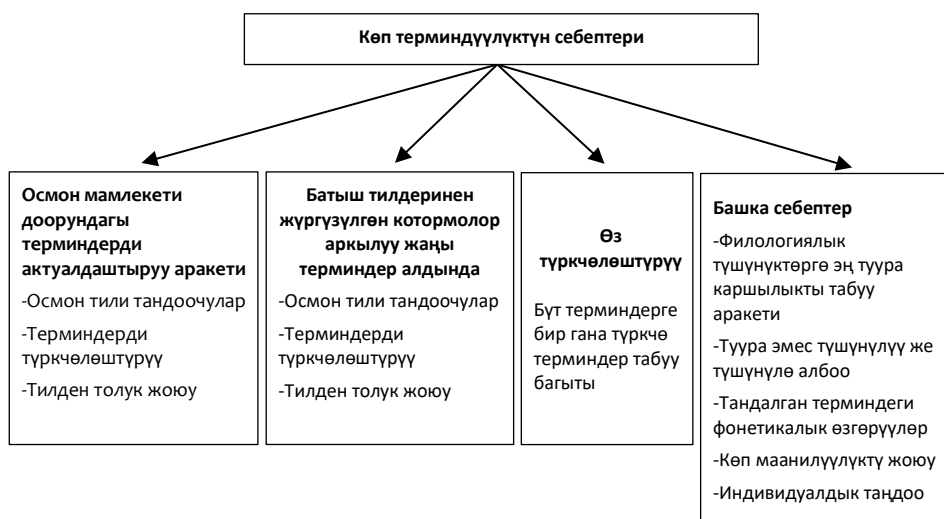 Көп терминдүүлүктүн себептери
Осмон мамлекети
доорундагы
терминдерди
актуалдаштыруу аракети
-Осмон тили тандоочулар
-Терминдерди
түркчөлөштүрүү
-Тилден толук жоюу
Батыш тилдеринен
жүргүзүлгөн котормолор
аркылуу жаңы
терминдер алдында
-Осмон тили тандоочулар
-Терминдерди
түркчөлөштүрүү
-Тилден толук жоюу
Өз
түркчөлөштүрүү
Бүт терминдерге
бир гана түркчө
терминдер табуу
багыты
Башка себептер
-Филологиялык
түшүнүктөргө эң туура
каршылыкты табуу
аракети
-Туура эмес түшүнүлүү же
түшүнүлө албоо
-Тандалган терминдеги
фонетикалык өзгөрүүлөр
-Көп маанилүүлүктү жоюу
-Индивидуалдык таңдоо